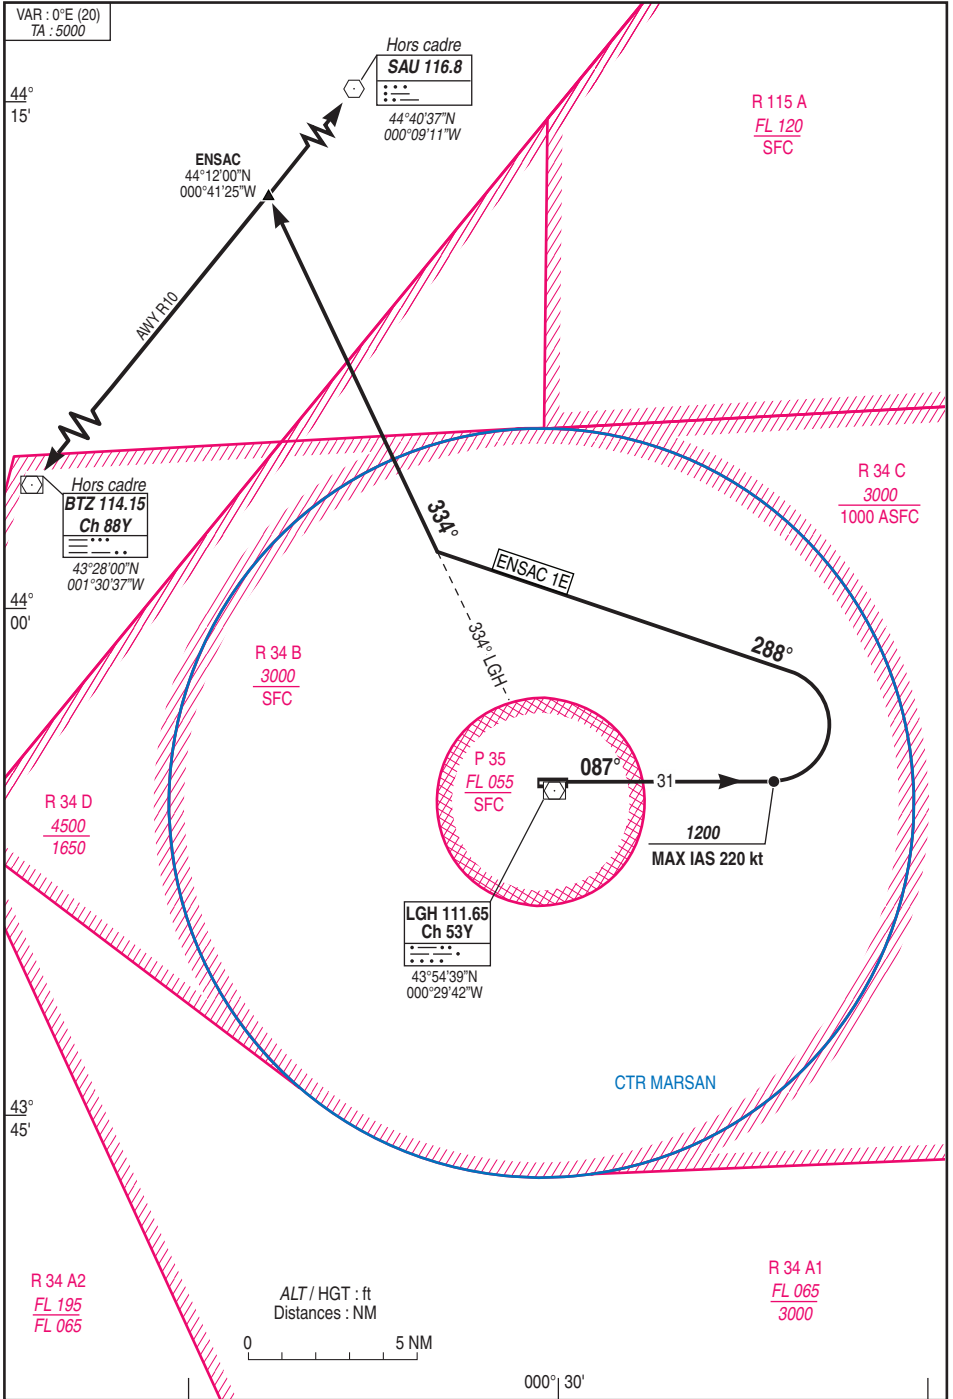 VAR : 0°E (20)
TA : 5000
Hors cadre
SAU 116.8
44°40'37"N
000°09'11"W
44°
15'
R 115 A
FL 120
SFC
ENSAC
44°12'00"N
000°41'25"W
AWY R10
Hors cadre
BTZ 114.15
Ch 88Y
43°28'00"N
001°30'37"W
R 34 C
3000
1000 ASFC
334°
ENSAC 1E
44°
00'
334° LGH
288°
R 34 B
3000
SFC
P 35
FL 055
SFC
087°
31
R 34 D
4500
1650
1200
MAX IAS 220 kt
LGH 111.65
Ch 53Y
43°54'39"N
000°29'42"W
CTR MARSAN
43°
45'
R 34 A2
FL 195
FL 065
ALT / HGT : ft
Distances : NM
0 5 NM
R 34 A1
FL 065
3000
000° 30'